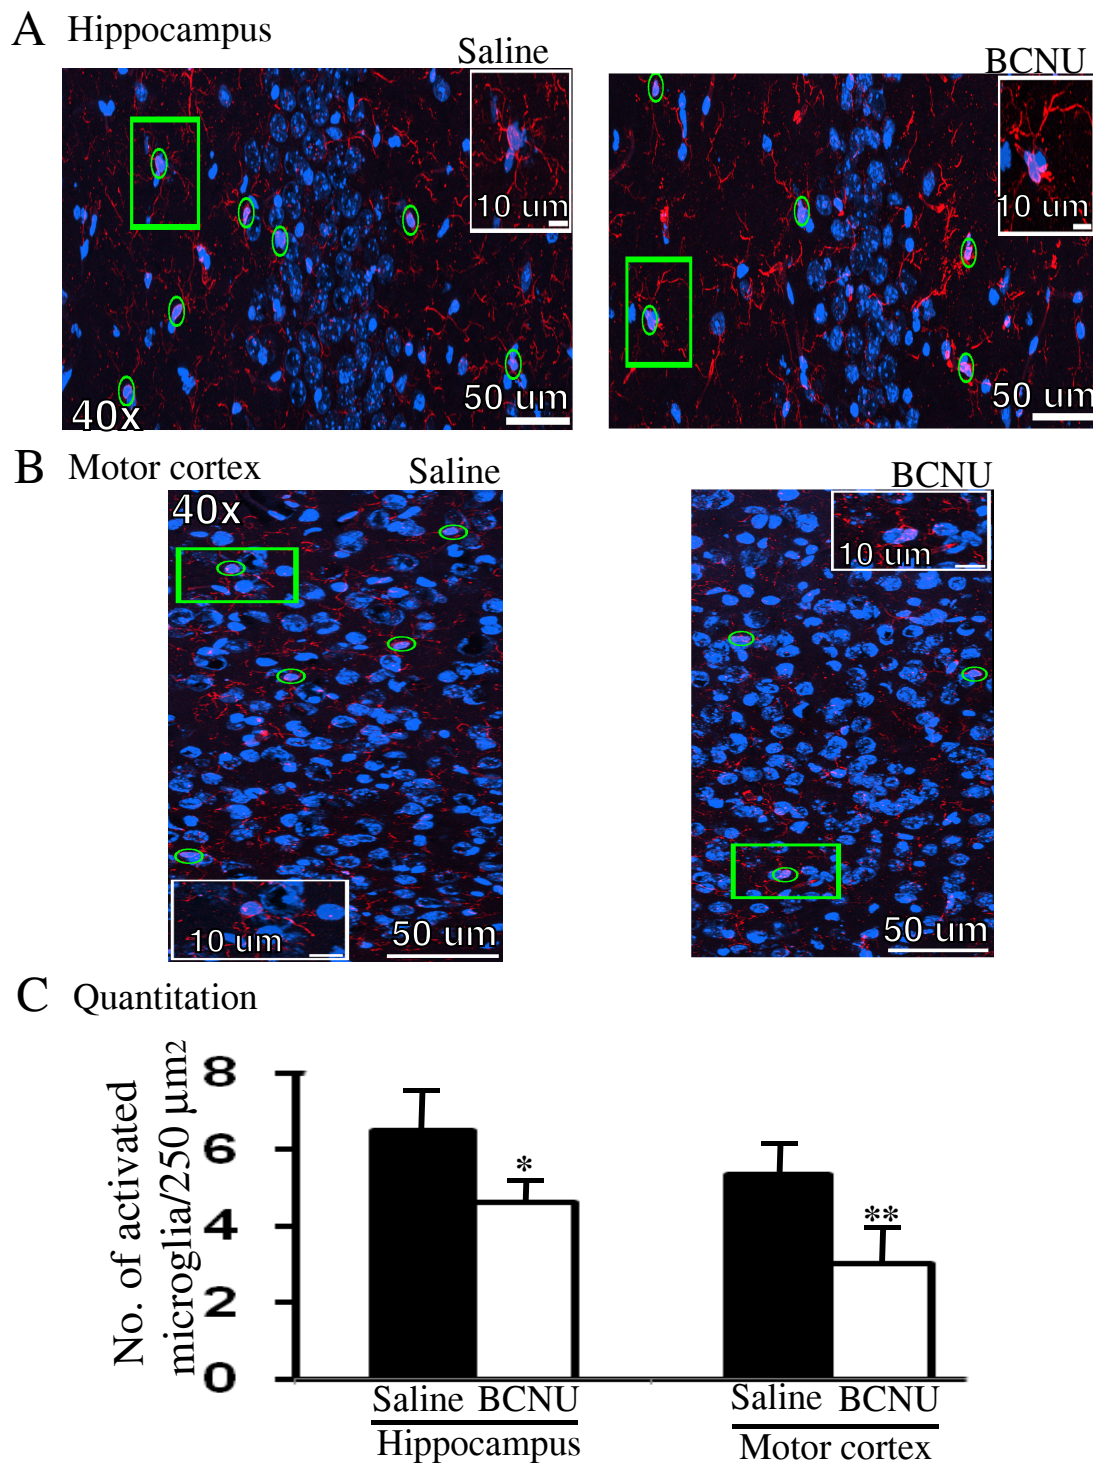 A Hippocampus
Saline
BCNU
10 um
10 um
40x
50 um
50 um
B Motor cortex
Saline
BCNU
40x
10 um
10 um
50 um
50 um
C Quantitation
No. of activated
microglia/250 µm2
8
6
4
2
0
*
**
Saline BCNU
Saline BCNU
Hippocampus
Motor cortex